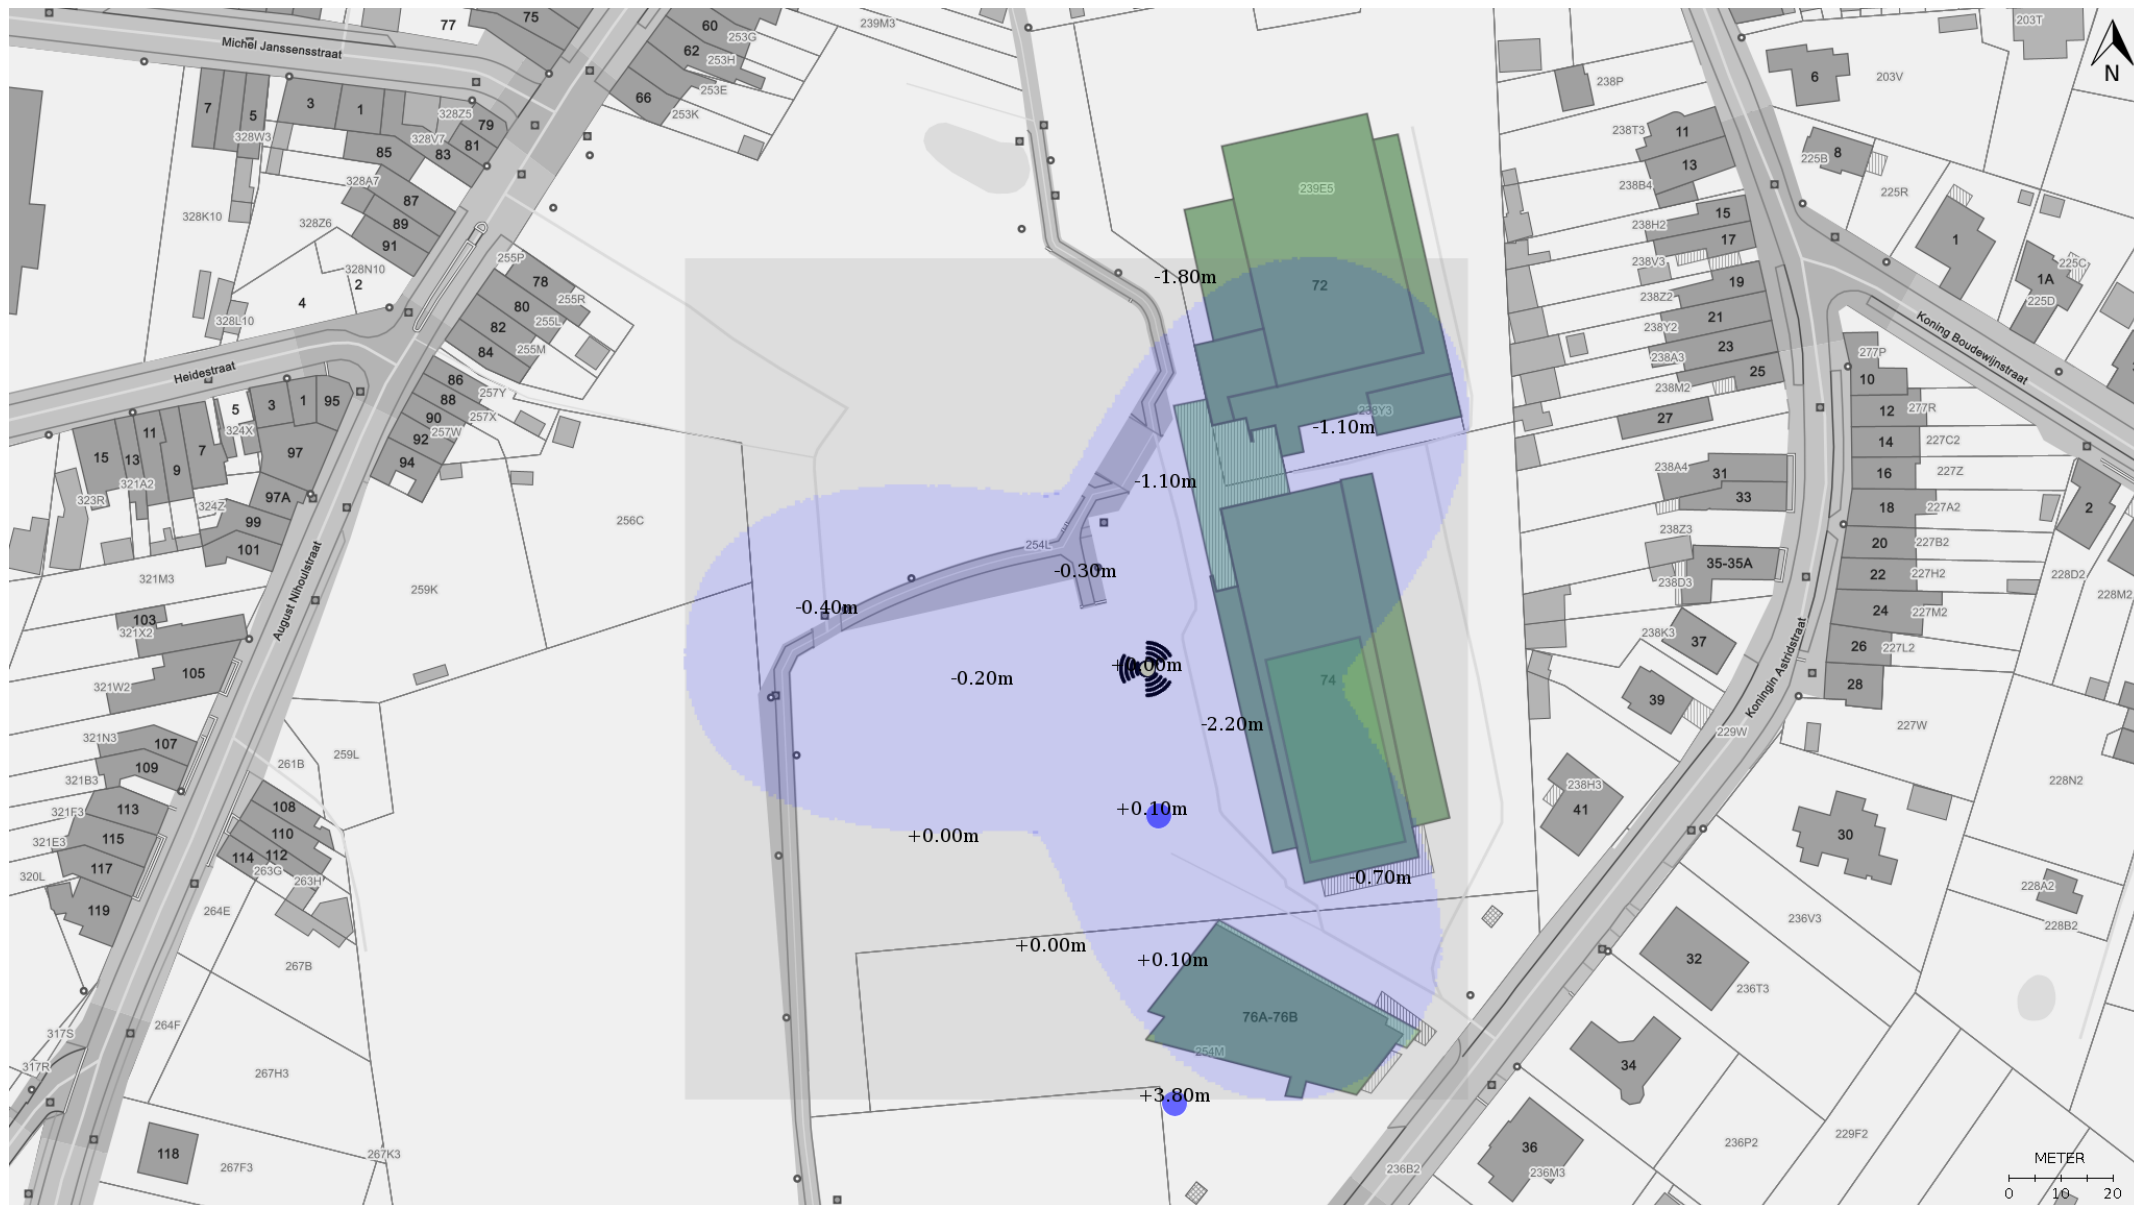 77
75
60
253G
239M3
203T
Michel Janssensstraat
62
253H
N
66
253E
253K
238P
6
203V
7
5
3
1
328Z5
79
328W3
328V7
81
85
83
238T3
11
13
8
225B
328A7
87
239E5
238B4
225R
328K10
328Z6
89
91
15
238H2
17
1
255P
328N10
2
4
78
255R
-1.80m
72
238V3
19
225C
1A
225D
80
255L
82
84
255M
238Z2
21
238Y2
23
Koning Boudewijnstraat
328L10
Heidestraat
86
257Y
88
90
257X
257W
92
94
238A3
25
238M2
277P
10
5
324X
3
1
95
97
27
12
277R
15
13
11
9
7
238Y3
-1.10m
14
227C2
321A2
323R
324Z
97A
99
101
256C
-1.10m
238A4
31
33
16
227Z
18
227A2
2
August Nihoulstraat
254L
-0.30m
238Z3
35-35A
238D3
20
227B2
22
227H2
228D2
321M3
259K
-0.40m
103
321X2
24
227M2
228M2
238K3
37
26
227L2
105
321W2
-0.20m
74
39
28
Koningin Astridstraat
229W
227W
321N3
107
109
321B3
261B
259L
-2.20m
238H3
41
228N2
108
110
112
114
263G
263H
321F3
113
115
321E3
117
320L
119
+0.10m
+0.00m
30
-0.70m
228A2
228B2
264E
236V3
267B
+0.00m
+0.10m
32
236T3
317S
264F
76A-76B
254M
317R
267H3
34
+3.80m
118
267F3
267K3
36
236M3
236P2
229F2
236B2
METER
0 10 20